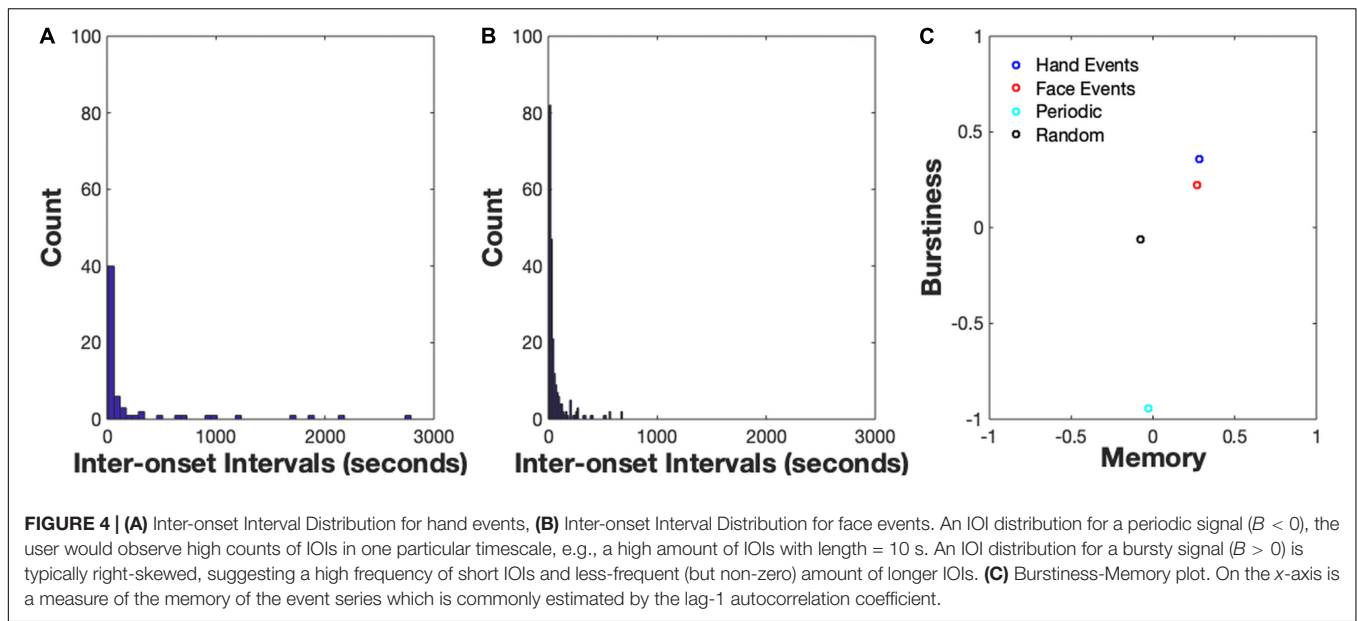 A
100
80
60
40
20
0
Count
0 1000 2000 3000
Inter-onset Intervals (seconds)
B
100
80
60
40
20
0
Count
0 1000 2000 3000
Inter-onset Intervals (seconds)
C
1
0.5
0
-0.5
-1
Burstiness
Hand Events
Face Events
Periodic
Random
-1 -0.5 0 0.5 1
Memory
FIGURE 4 | (A) Inter-onset Interval Distribution for hand events, (B) Inter-onset Interval Distribution for face events. An IOI distribution for a periodic signal (B < 0), the
user would observe high counts of IOIs in one particular timescale, e.g., a high amount of IOIs with length = 10 s. An IOI distribution for a bursty signal (B > 0) is
typically right-skewed, suggesting a high frequency of short IOIs and less-frequent (but non-zero) amount of longer IOIs. (C) Burstiness-Memory plot. On the x-axis is
a measure of the memory of the event series which is commonly estimated by the lag-1 autocorrelation coefficient.